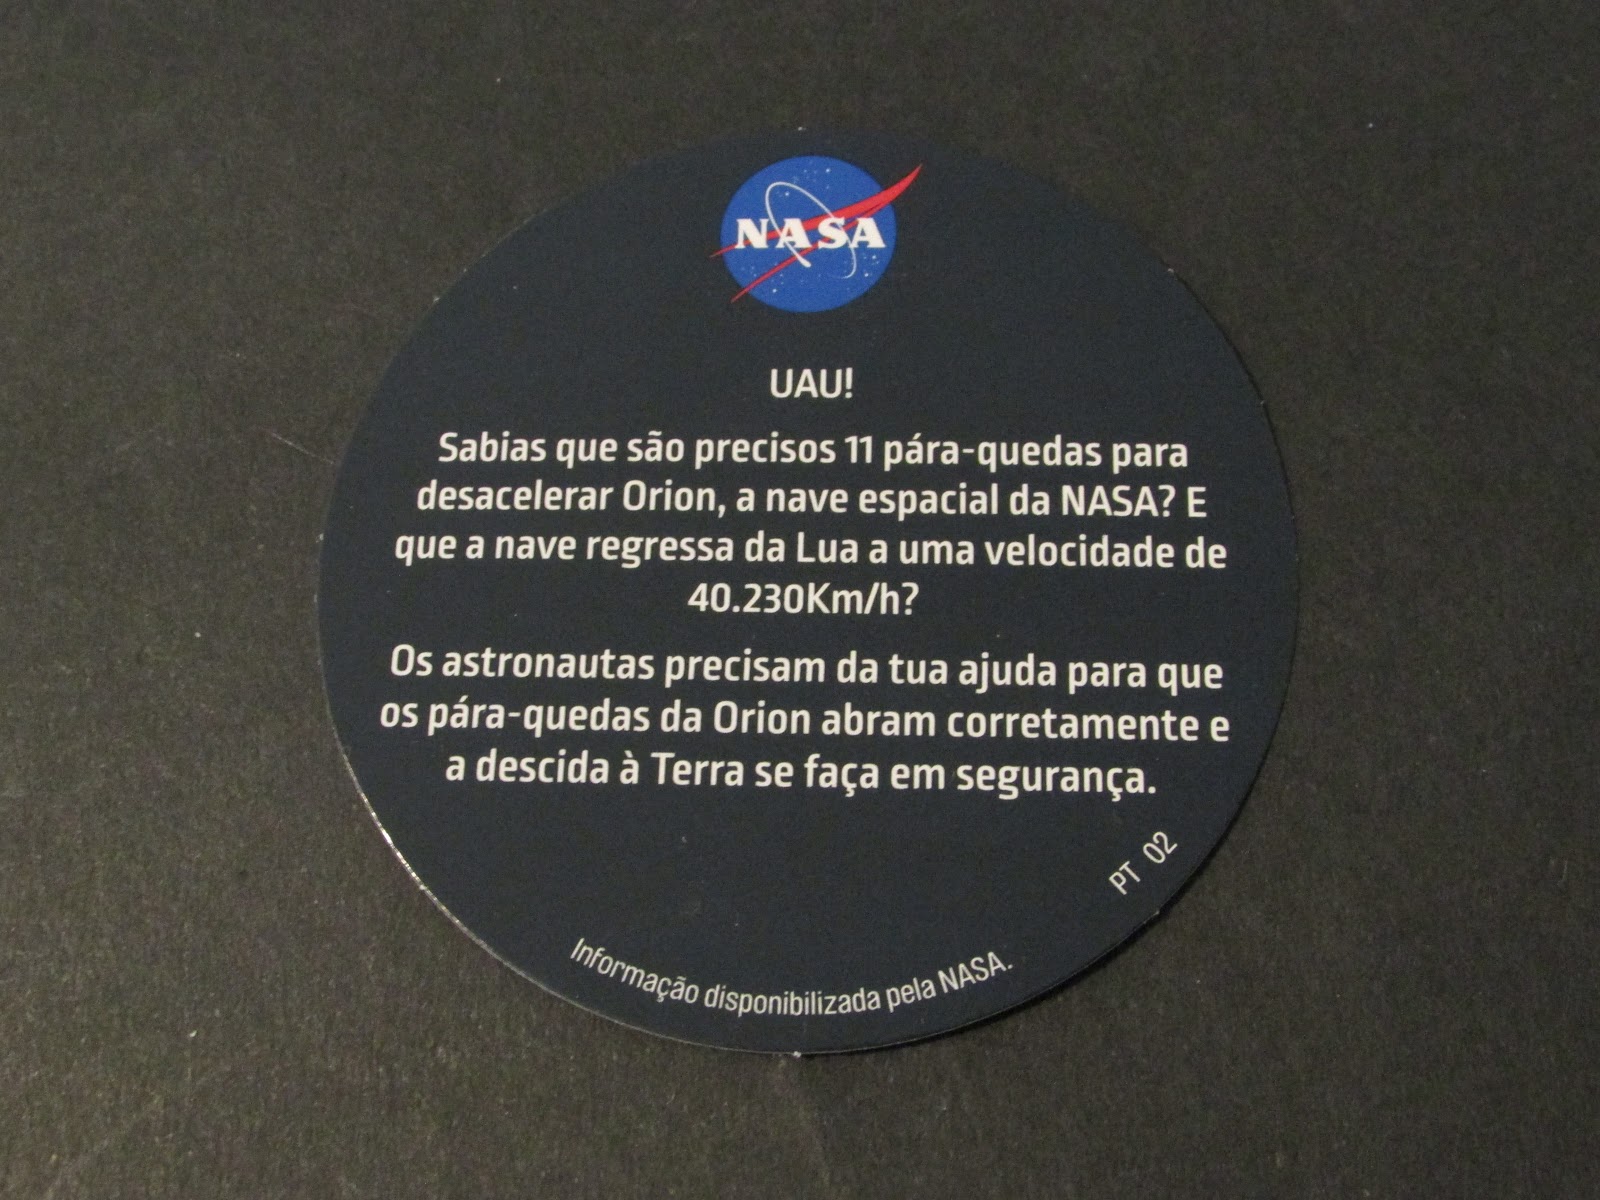 NASA
UAU!
Sabias que são precisos 11 pára-quedas para
desacelerar Orion, a nave espacial da NASA? E
que a nave regressa da Lua a uma velocidade de
40.230Km/h?
Os astronautas precisam da tua ajuda para que
os pára-quedas da Orion abram corretamente e
a descida à Terra se faça em segurança.
PT 02
Informação disponibilizada pela NASA.